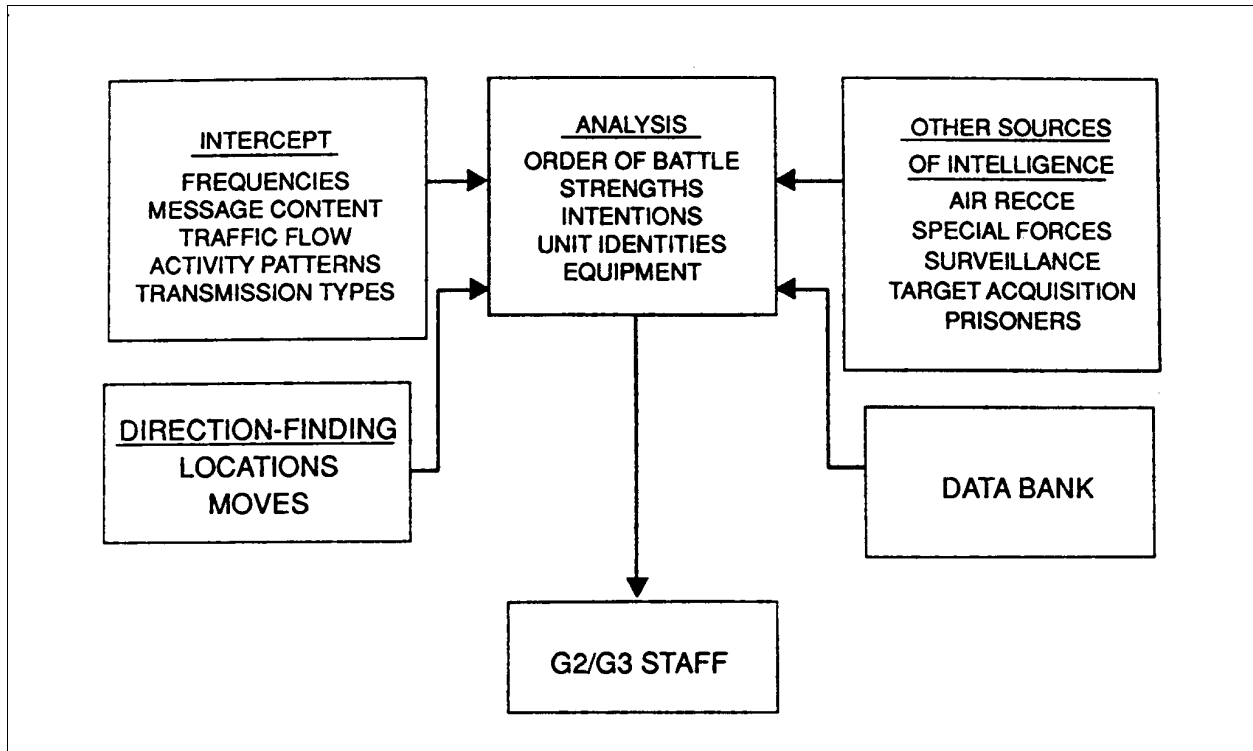 INTERCEPT
FREQUENCIES
MESSAGE CONTENT
TRAFFIC FLOW
ACTIVITY PATTERNS
TRANSMISSION TYPES
ANALYSIS
ORDER OF BATTLE
STRENGTHS
INTENTIONS
UNIT IDENTITIES
EQUIPMENT
OTHER SOURCES
OF INTELLIGENCE
AIR RECCE
SPECIAL FORCES
SURVEILLANCE
TARGET ACQUISITION
PRISONERS
DIRECTION-FINDING
LOCATIONS
MOVES
DATA BANK
G2/G3 STAFF